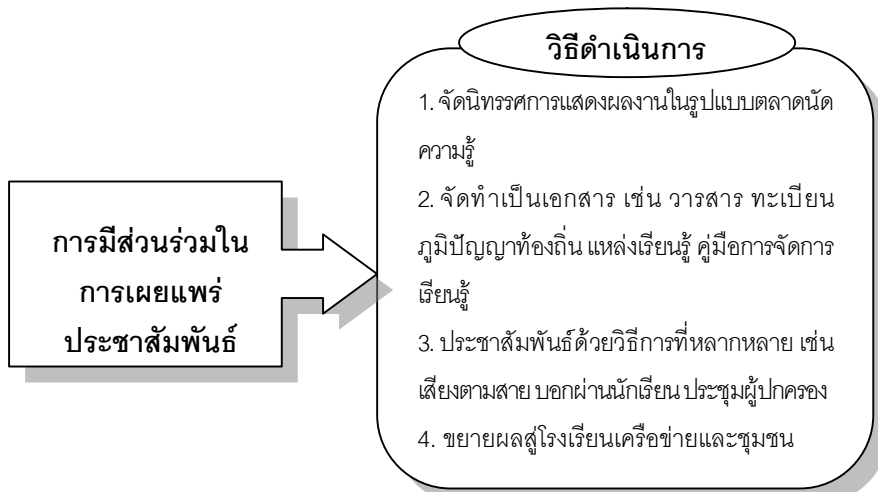 วิธีดำเนินการ
1. จัดนิทรรศการแสดงผลงานในรูปแบบตลาดนัด
ความรู้
2. จัดทำเป็นเอกสาร เช่น วารสาร ทะเบียน
ภูมิปัญญาท้องถิ่น แหล่งเรียนรู้ คู่มือการจัดการ
เรียนรู้
3. ประชาสัมพันธ์ด้วยวิธีการที่หลากหลาย เช่น
เสียงตามสาย บอกผ่านนักเรียน ประชุมผู้ปกครอง
4. ขยายผลสู่โรงเรียนเครือข่ายและชุมชน
การมีส่วนร่วมใน
การเผยแพร่
ประชาสัมพันธ์